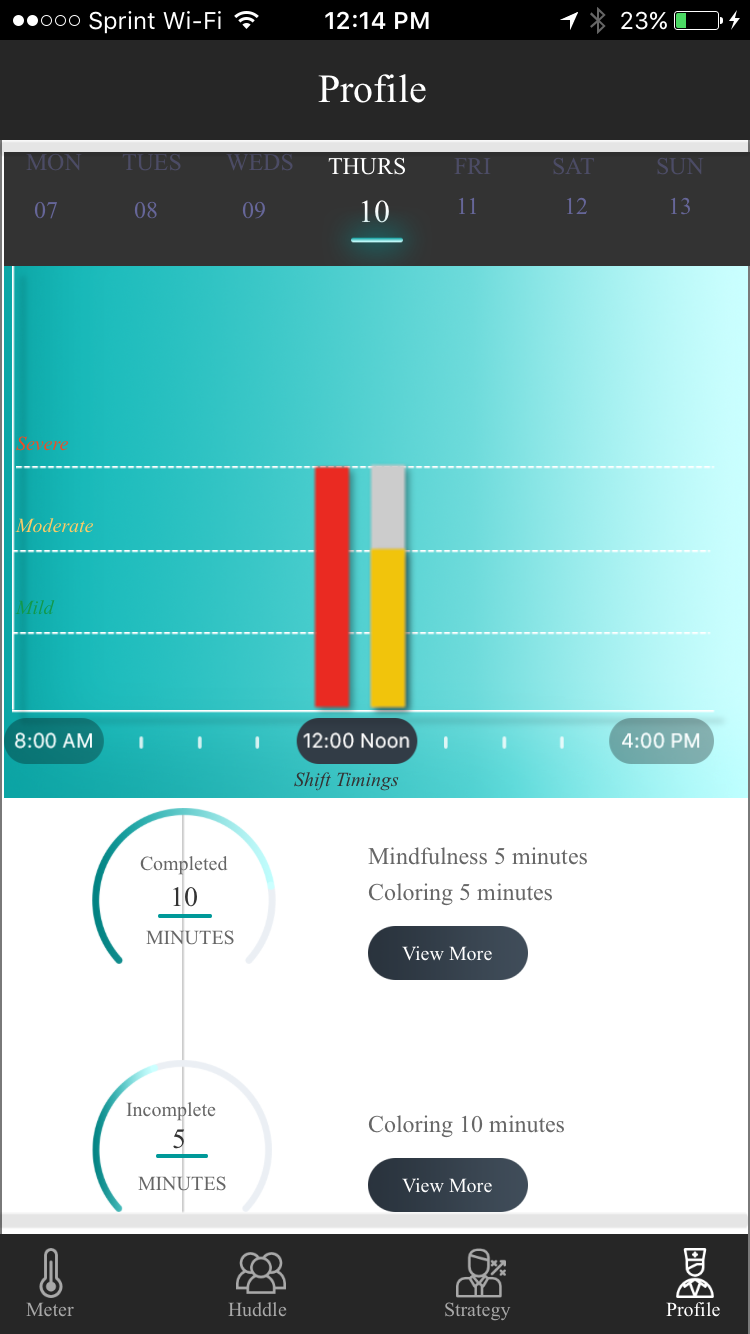 Sprint Wi-Fi 12:14 PM 23%
Profile
MON TUES WEDS THURS FRI SAT SUN
07 08 09 10 11 12 13
Severe
Moderate
Mild
8:00 AM 12:00 Noon 4:00 PM
Shift Timings
Completed
10
MINUTES
Mindfulness 5 minutes
Coloring 5 minutes
View More
Incomplete
5
MINUTES
Coloring 10 minutes
View More
Meter Huddle Strategy Profile